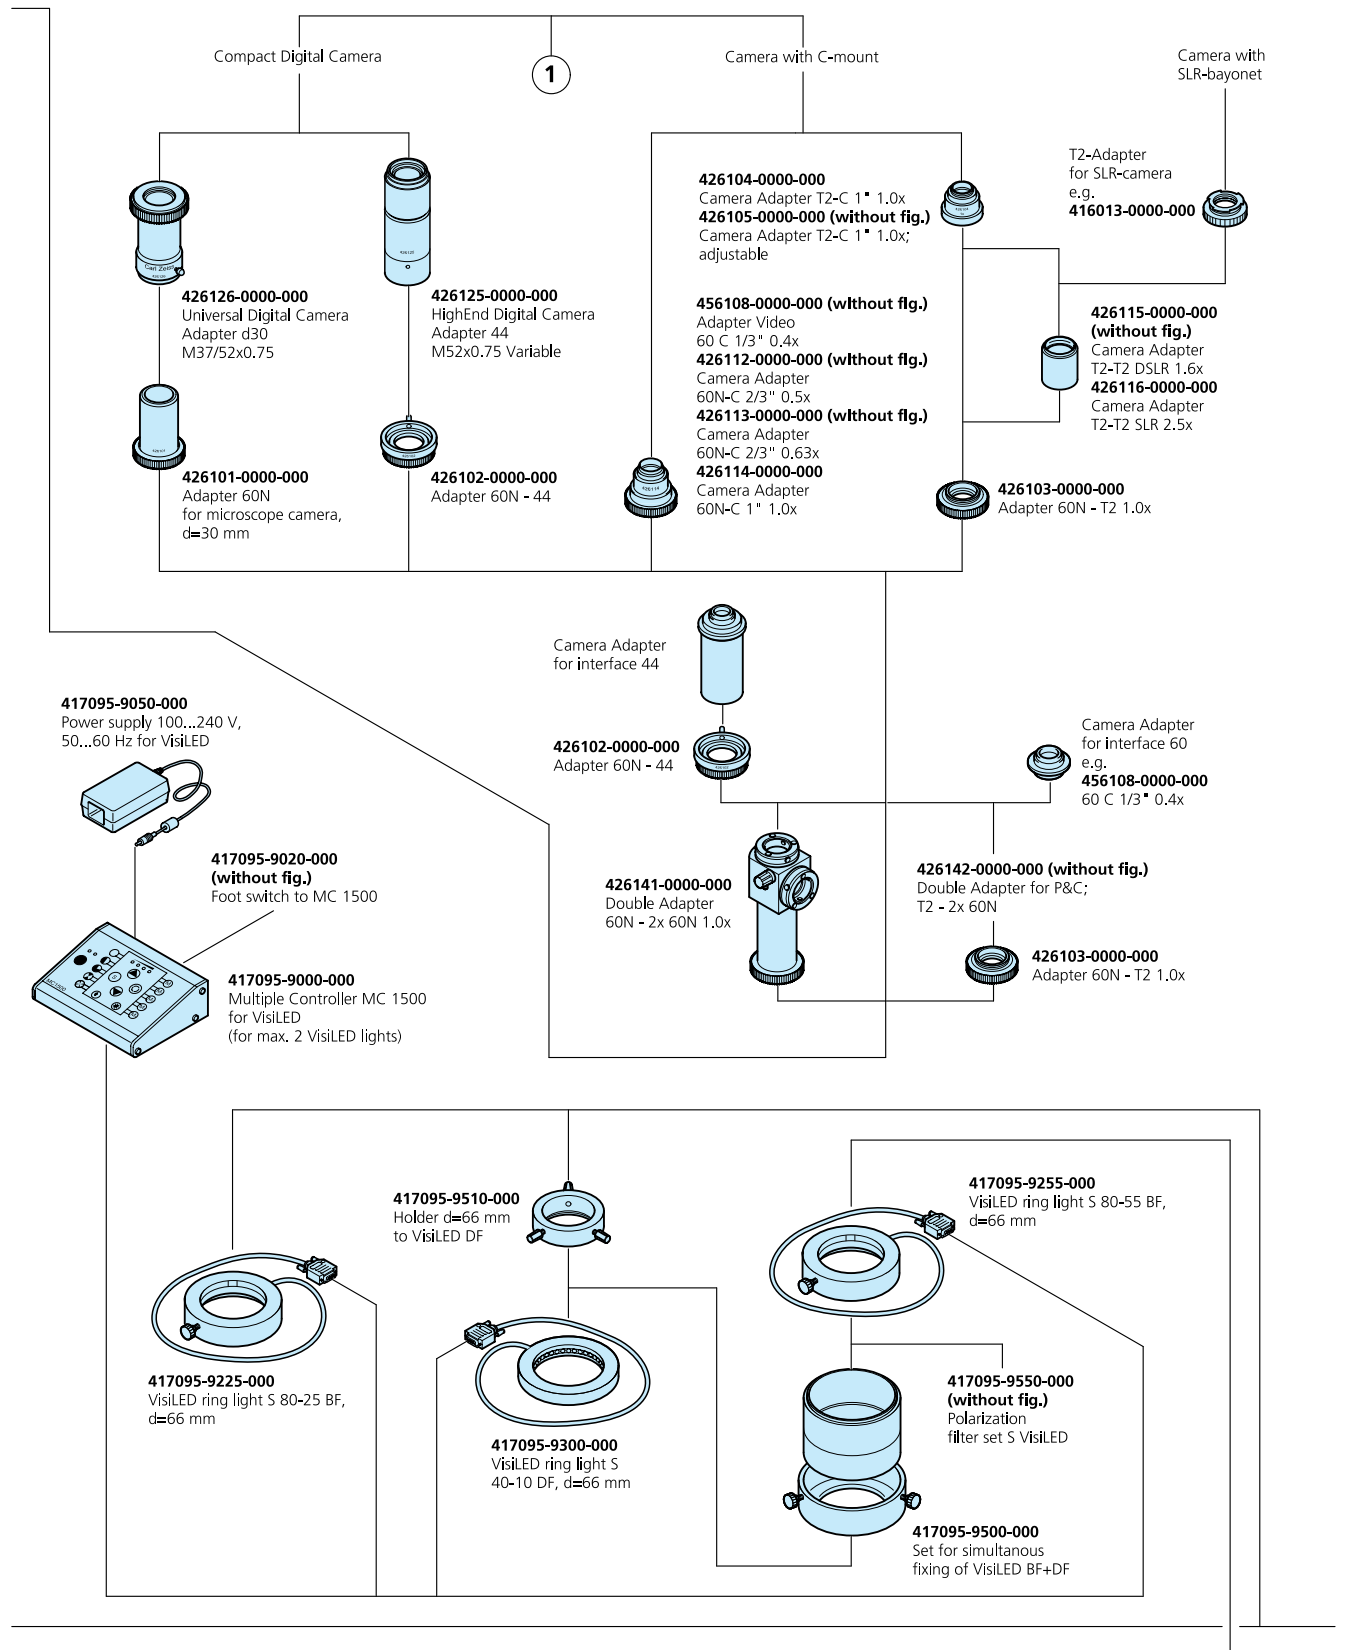 Compact Digital Camera
1
Camera with C-mount
Camera with
SLR-bayonet
T2-Adapter
for SLR-camera
e.g.
416013-0000-000
426104-0000-000
Camera Adapter T2-C 1" 1.0x
426105-0000-000 (without fig.)
Camera Adapter T2-C 1" 1.0x;
adjustable
Carl Zeiss
426126-0000-000
Universal Digital Camera
Adapter d30
M37/52x0.75
426125-0000-000
HighEnd Digital Camera
Adapter 44
M52x0.75 Variable
456108-0000-000 (without fig.)
Adapter Video
60 C 1/3" 0.4x
426112-0000-000 (without fig.)
Camera Adapter
60N-C 2/3" 0.5x
426113-0000-000 (without fig.)
Camera Adapter
60N-C 2/3" 0.63x
426114-0000-000
Camera Adapter
60N-C 1" 1.0x
426114
426115-0000-000
(without fig.)
Camera Adapter
T2-T2 DSLR 1.6x
426116-0000-000
Camera Adapter
T2-T2 SLR 2.5x
426101-0000-000
Adapter 60N
for microscope camera,
d=30 mm
426102-0000-000
Adapter 60N - 44
426103-0000-000
Adapter 60N - T2 1.0x
Camera Adapter
for interface 44
417095-9050-000
Power supply 100...240 V,
50...60 Hz for VisiLED
426102-0000-000
Adapter 60N - 44
Camera Adapter
for interface 60
e.g.
456108-0000-000
60 C 1/3" 0.4x
417095-9020-000
(without fig.)
Foot switch to MC 1500
426141-0000-000
Double Adapter
60N - 2x 60N 1.0x
426142-0000-000 (without fig.)
Double Adapter for P&C;
T2 - 2x 60N
426103-0000-000
Adapter 60N - T2 1.0x
MC1500
417095-9000-000
Multiple Controller MC 1500
for VisiLED
(for max. 2 VisiLED lights)
417095-9510-000
Holder d=66 mm
to VisiLED DF
417095-9255-000
VisiLED ring light S 80-55 BF,
d=66 mm
417095-9225-000
VisiLED ring light S 80-25 BF,
d=66 mm
417095-9300-000
VisiLED ring light S
40-10 DF, d=66 mm
417095-9550-000
(without fig.)
Polarization
filter set S VisiLED
417095-9500-000
Set for simultanous
fixing of VisiLED BF+DF